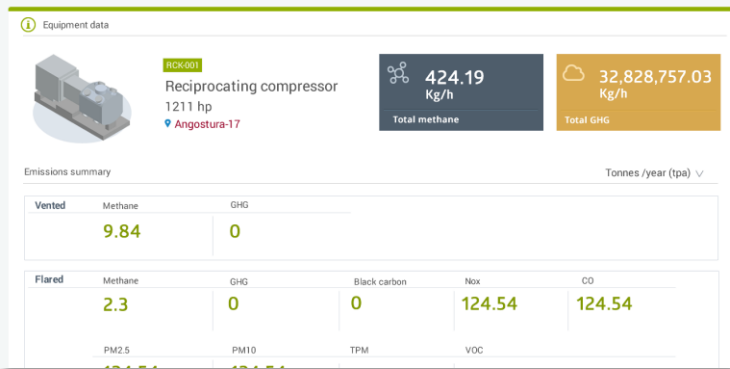 Equipment data
RCK-001
Reciprocating compressor
1211 hp
Angostura-17
424.19
Kg/h
Total methane
32,828,757.03
Kg/h
Total GHG
Emissions summary
Tonnes /year (tpa)
Vented
Methane
GHG
9.84
0
Flared
Methane
GHG
Black carbon
Nox
CO
2.3
0
0
124.54
124.54
PM2.5
PM10
TPM
VOC